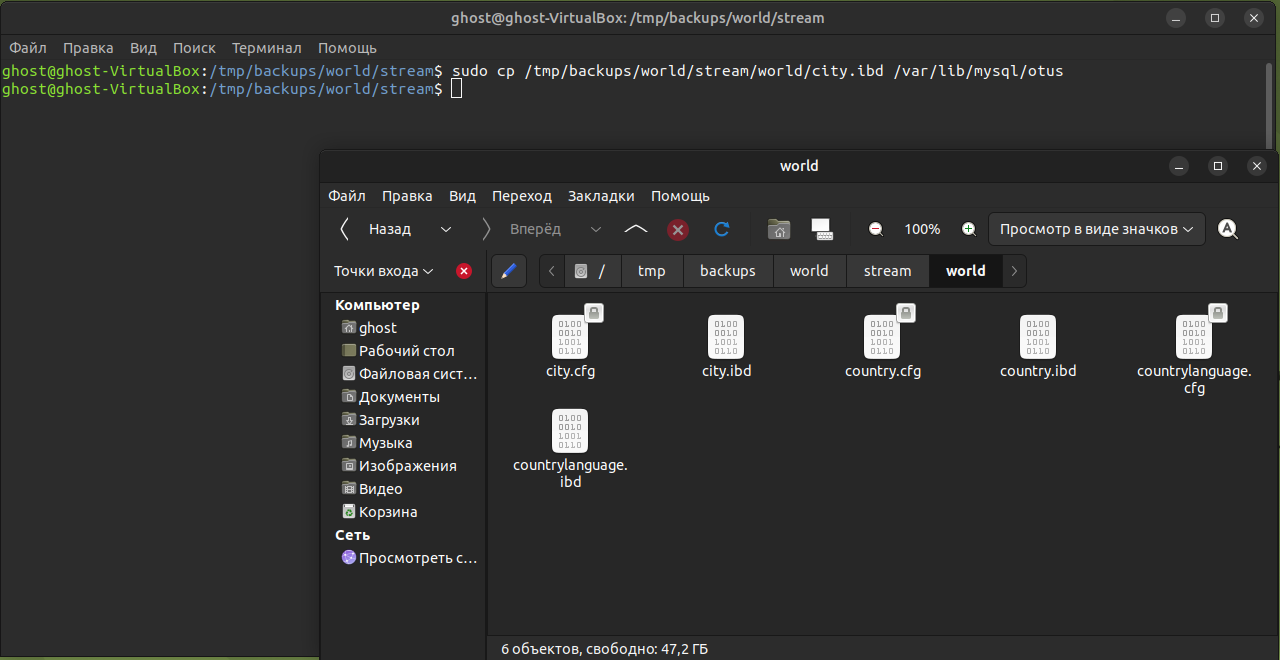 ghost@ghost-VirtualBox: /tmp/backups/world/stream
Файл Правка Вид Поиск Терминал Помощь
ghost@ghost-VirtualBox:/tmp/backups/world/stream$ sudo cp /tmp/backups/world/stream/world/city.ibd /var/lib/mysql/otus
ghost@ghost-VirtualBox:/tmp/backups/world/stream$
world
Файл Правка Вид Переход Закладки Помощь
Назад Вперёд 100% Просмотр в виде значков
Точки входа / tmp backups world stream world
Компьютер
ghost
Рабочий стол
Файловая сист...
Документы
Загрузки
Музыка
Изображения
Видео
Корзина
Сеть
Просмотреть с...
city.cfg city.ibd country.cfg country.ibd countrylanguage.
cfg
countrylanguage.
ibd
6 объектов, свободно: 47,2 ГБ